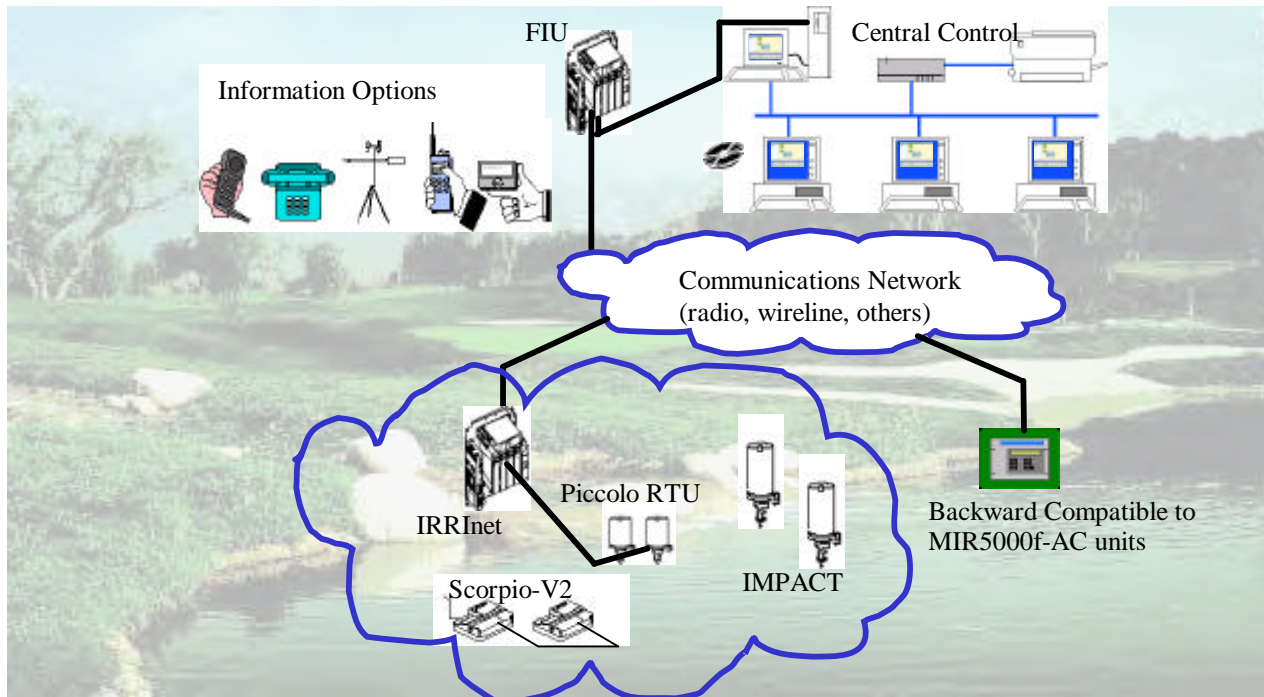 FIU
Central Control
Information Options
Communications Network
(radio, wireline, others)
Piccolo RTU
IRRInet
Backward Compatible to
MIR5000f-AC units
IMPACT
Scorpio-V2